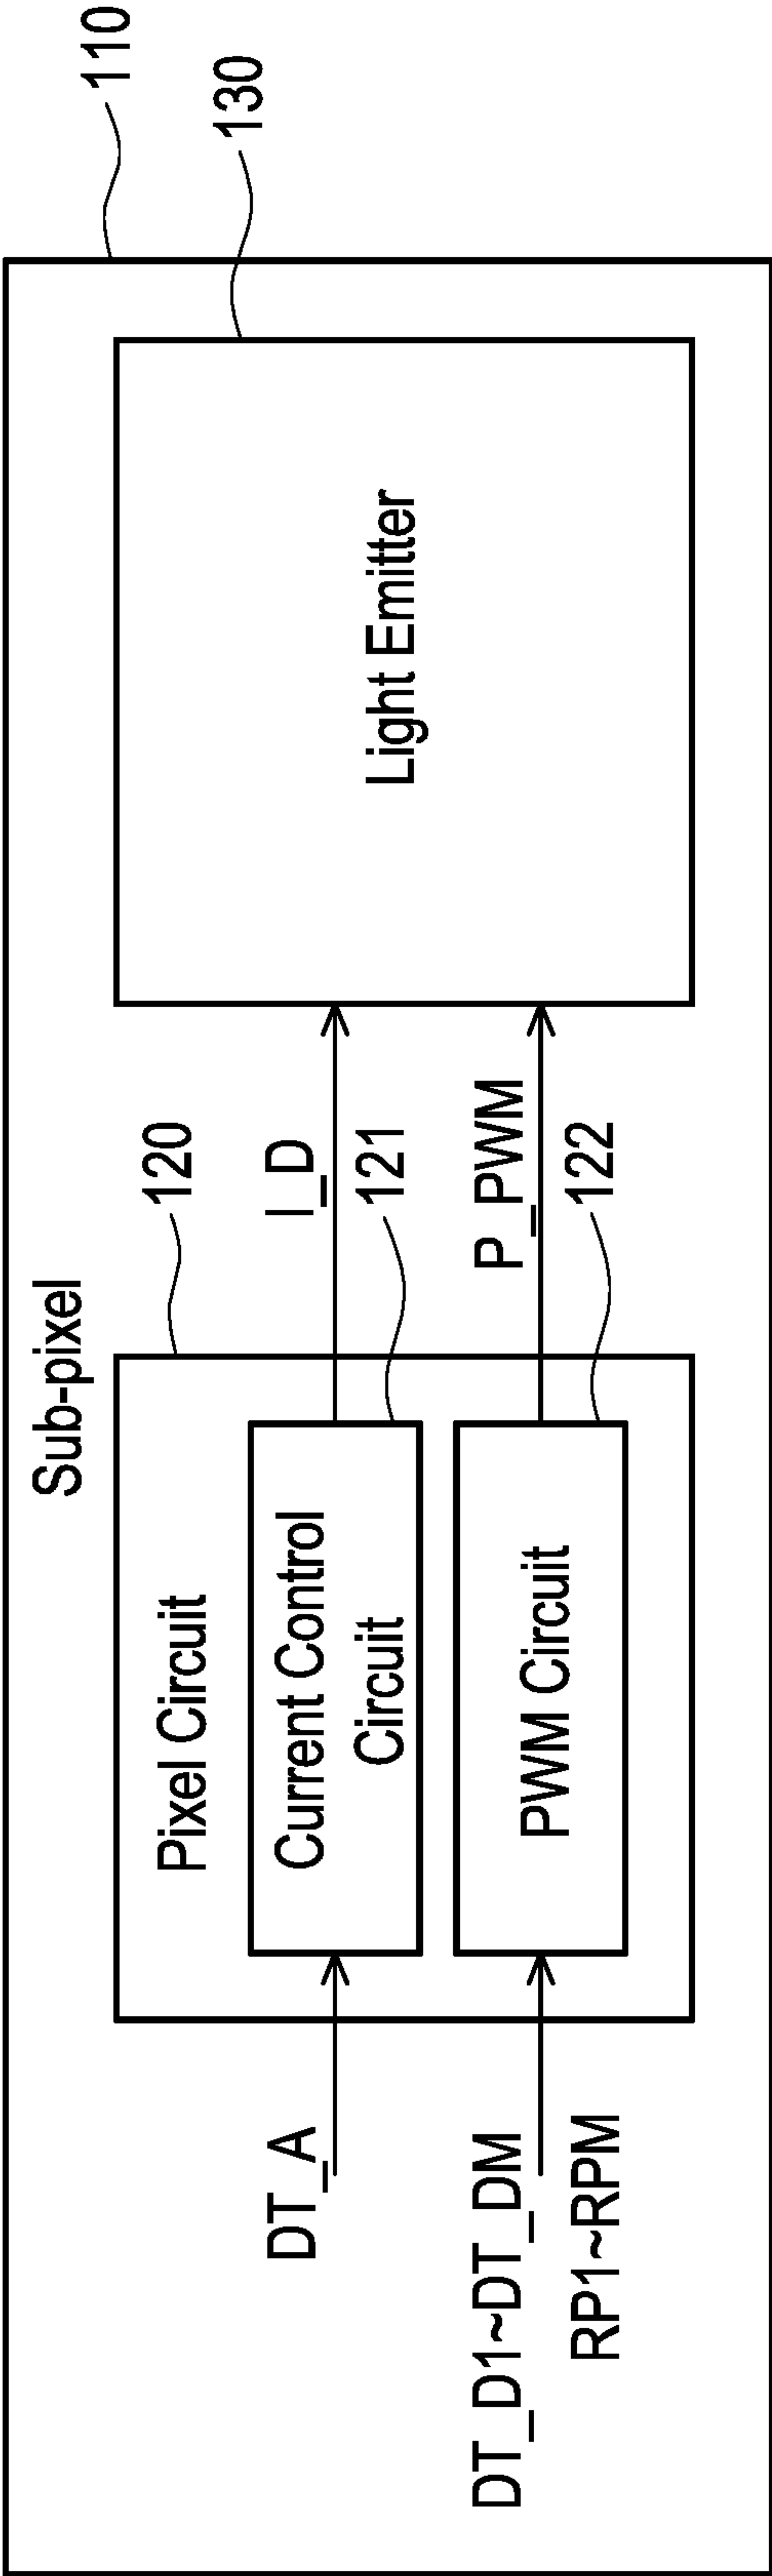 110
130
Sub-pixel
120
Pixel Circuit
Light Emitter
DT_A
Current Control
Circuit
I_D
121
DT_D1~DT_DM
RP1~RPM
PWM Circuit
P_PWM
122